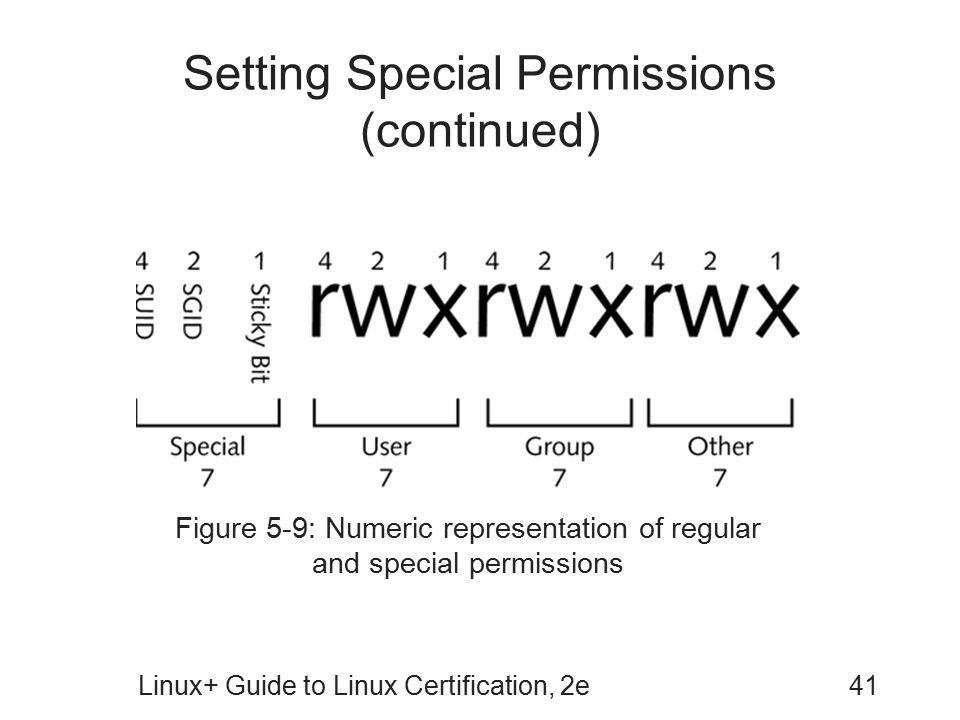 Setting Special Permissions
(continued)
4 2 1 4 2 1 4 2 1 4 2 1
SUID SGID Sticky Bit rwxrwxrwx
Special User Group Other
7 7 7 7
Figure 5-9: Numeric representation of regular
and special permissions
Linux+ Guide to Linux Certification, 2e 41